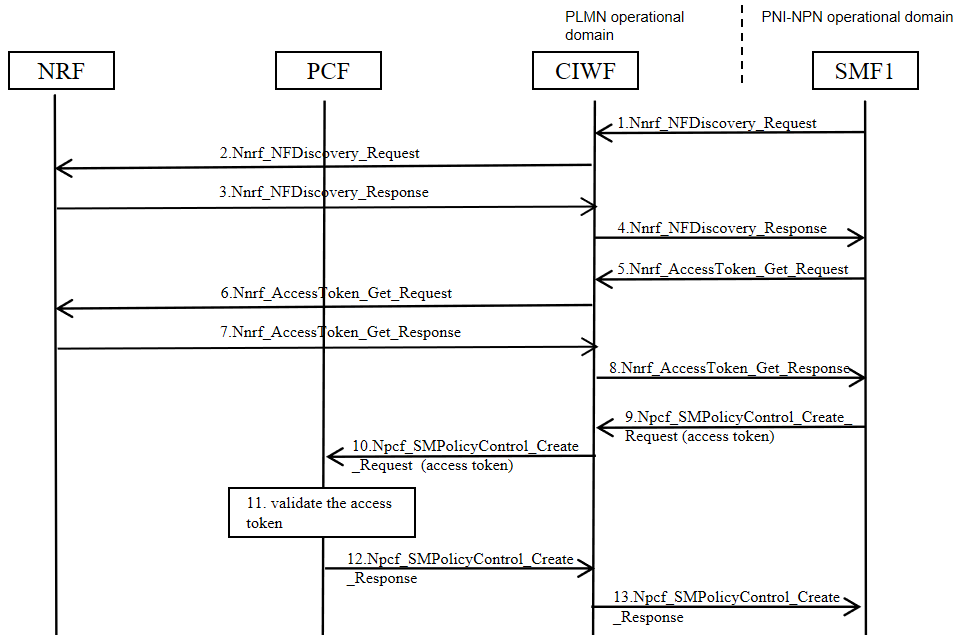 PLMN operational
domain
PNI-NPN operational domain
NRF
PCF
CIWF
SMF1
1.Nnrf_NFDiscovery_Request
2.Nnrf_NFDiscovery_Request
3.Nnrf_NFDiscovery_Response
4.Nnrf_NFDiscovery_Response
5.Nnrf_AccessToken_Get_Request
6.Nnrf_AccessToken_Get_Request
7.Nnrf_AccessToken_Get_Response
8.Nnrf_AccessToken_Get_Response
9.Npcf_SMPolicyControl_Create_
Request (access token)
10.Npcf_SMPolicyControl_Create
_Request (access token)
11. validate the access
token
12.Npcf_SMPolicyControl_Create
_Response
13.Npcf_SMPolicyControl_Create
_Response